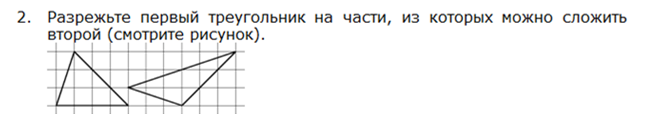 2. Разрежьте первый треугольник на части, из которых можно сложить
второй (смотрите рисунок).